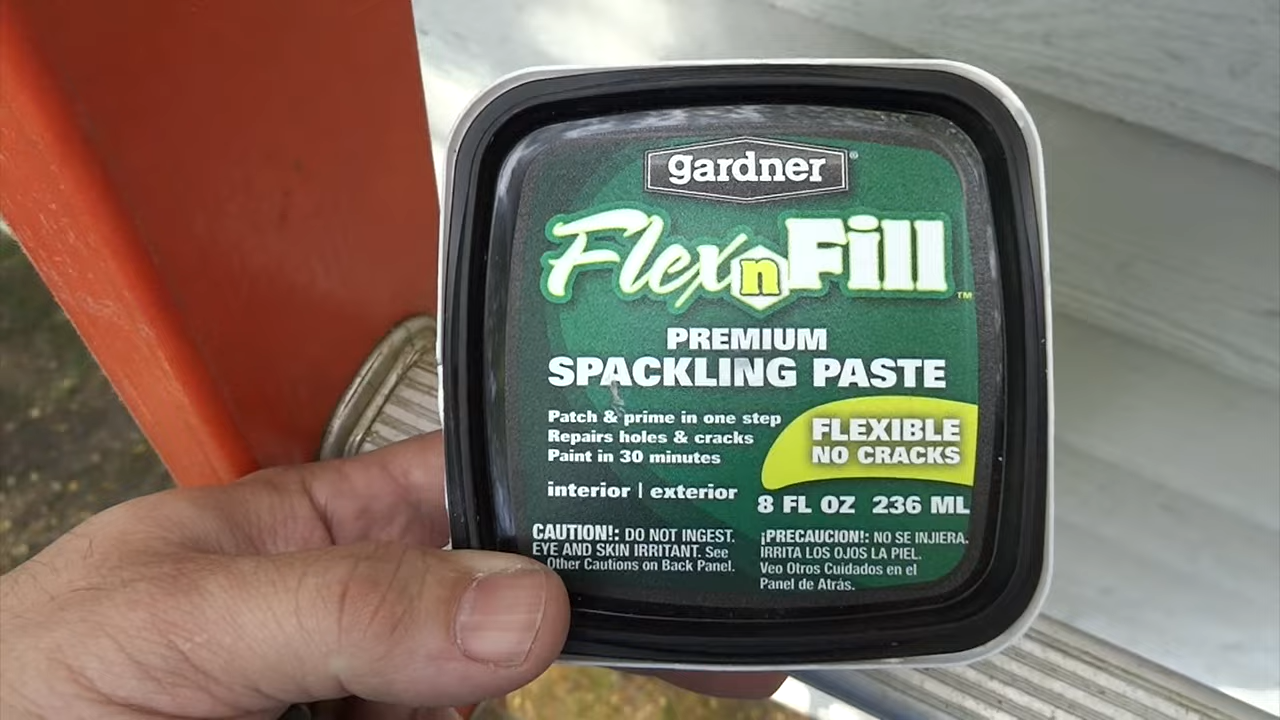 gardner®
Flex n Fill™
PREMIUM
SPACKLING PASTE
Patch & prime in one step
Repairs holes & cracks
Paint in 30 minutes
interior | exterior
FLEXIBLE
NO CRACKS
8 FL OZ 236 ML
CAUTION!: DO NOT INGEST.
EYE AND SKIN IRRITANT. See
Other Cautions on Back Panel.
¡PRECAUCION!: NO SE INJIERA.
IRRITA LOS OJOS LA PIEL.
Veo Otros Cuidados en el
Panel de Atrás.